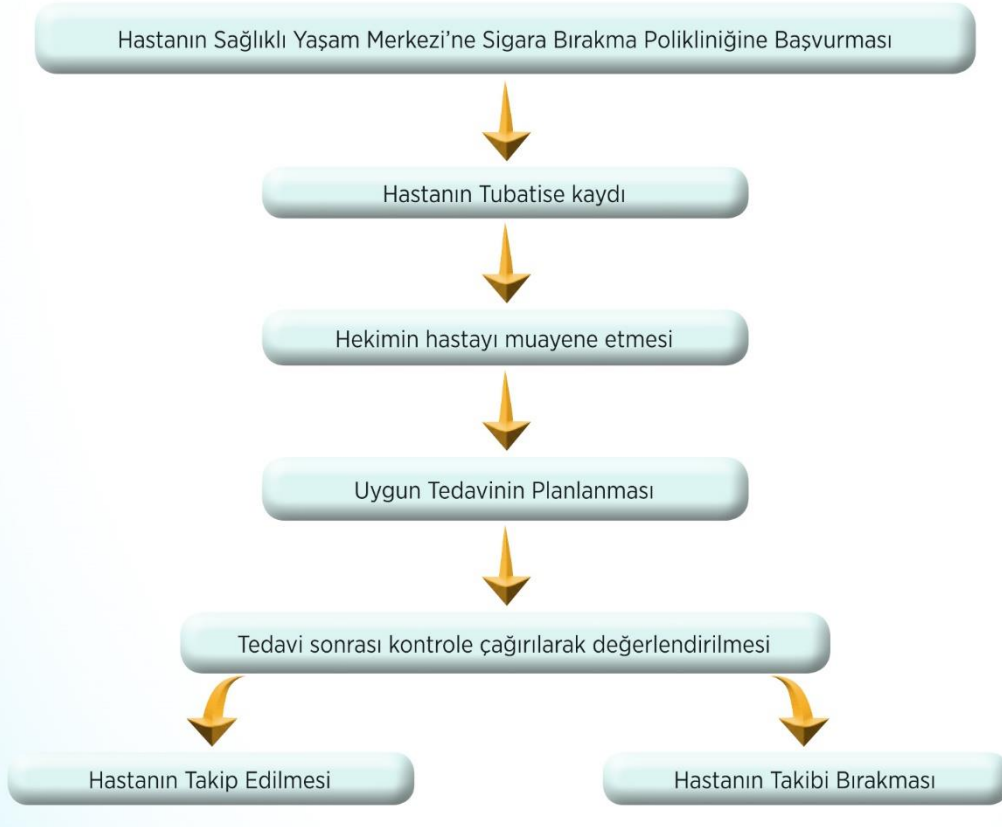 Hastanın Sağlıklı Yaşam Merkezi'ne Sigara Bırakma Polikliniğine Başvurması
Hastanın Tubatise kaydı
Hekimin hastayı muayene etmesi
Uygun Tedavinin Planlanması
Tedavi sonrası kontrole çağırılarak değerlendirilmesi
Hastanın Takip Edilmesi
Hastanın Takibi Bırakması